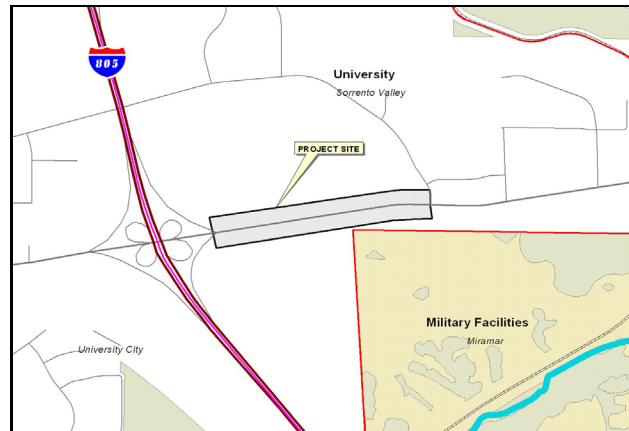 805
University
Sorrento Valley
PROJECT SITE
Military Facilities
Miramar
University City